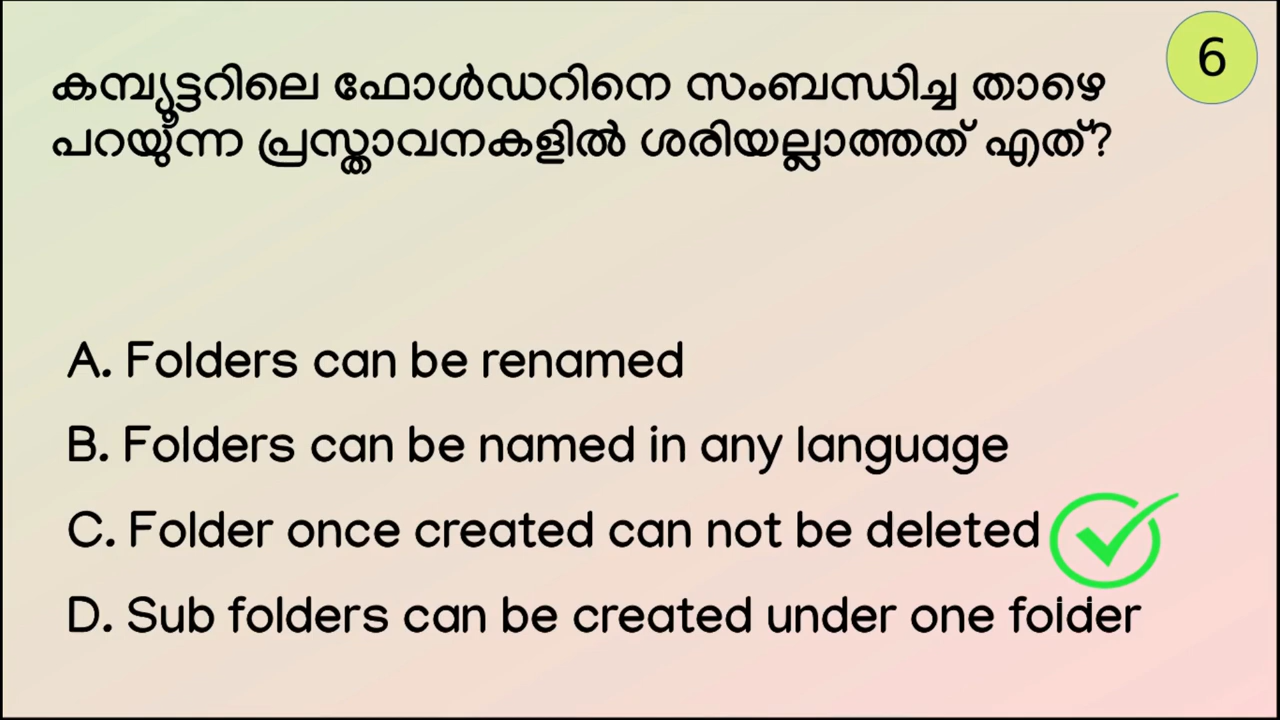 6
കമ്പ്യൂട്ടറിലെ ഫോൾഡറിനെ സംബന്ധിച്ച താഴെ
പറയുന്ന പ്രസ്താവനകളിൽ ശരിയല്ലാത്തത് ഏത്?
A. Folders can be renamed
B. Folders can be named in any language
C. Folder once created can not be deleted
D. Sub folders can be created under one folder